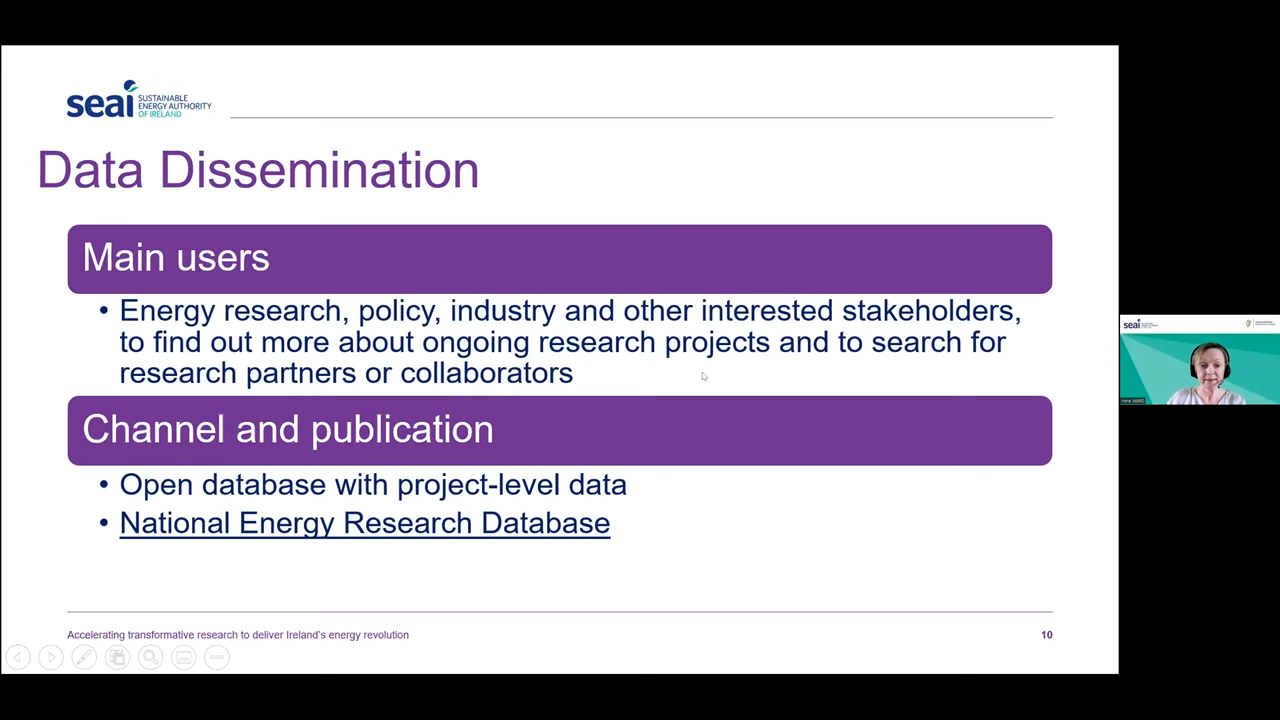 seai SUSTAINABLE
ENERGY AUTHORITY
OF IRELAND
Data Dissemination
Main users
• Energy research, policy, industry and other interested stakeholders,
to find out more about ongoing research projects and to search for
research partners or collaborators
Channel and publication
• Open database with project-level data
• National Energy Research Database
Accelerating transformative research to deliver Ireland's energy revolution
10
seai
WARD